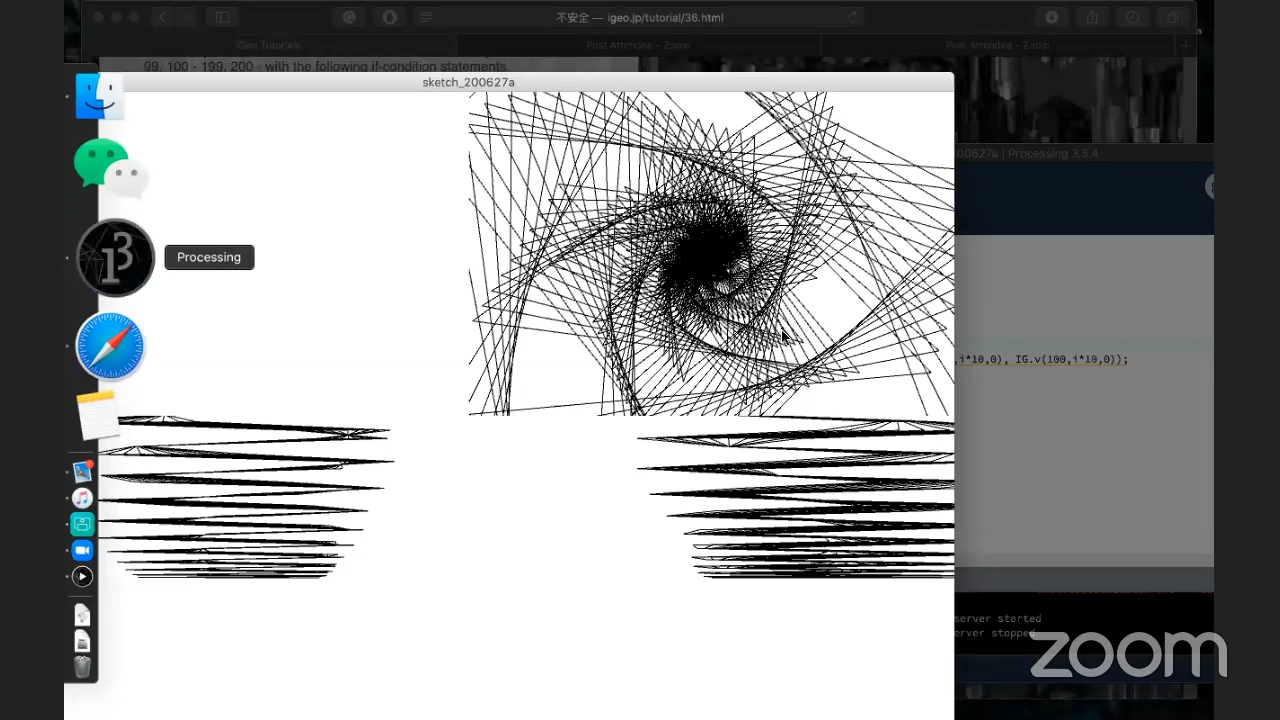 不安全 — igeo.jp/tutorial/36.html
iGeo Tutorials
Post Attendee - Zoom
Post Attendee - Zoom
99, 100 - 199, 200 - with the following if-condition statements.
sketch_200627a
00627a | Processing 3.5.4
Processing
,i*10,0), IG.v(100,i*10,0));
server started
erver stopped
zoom